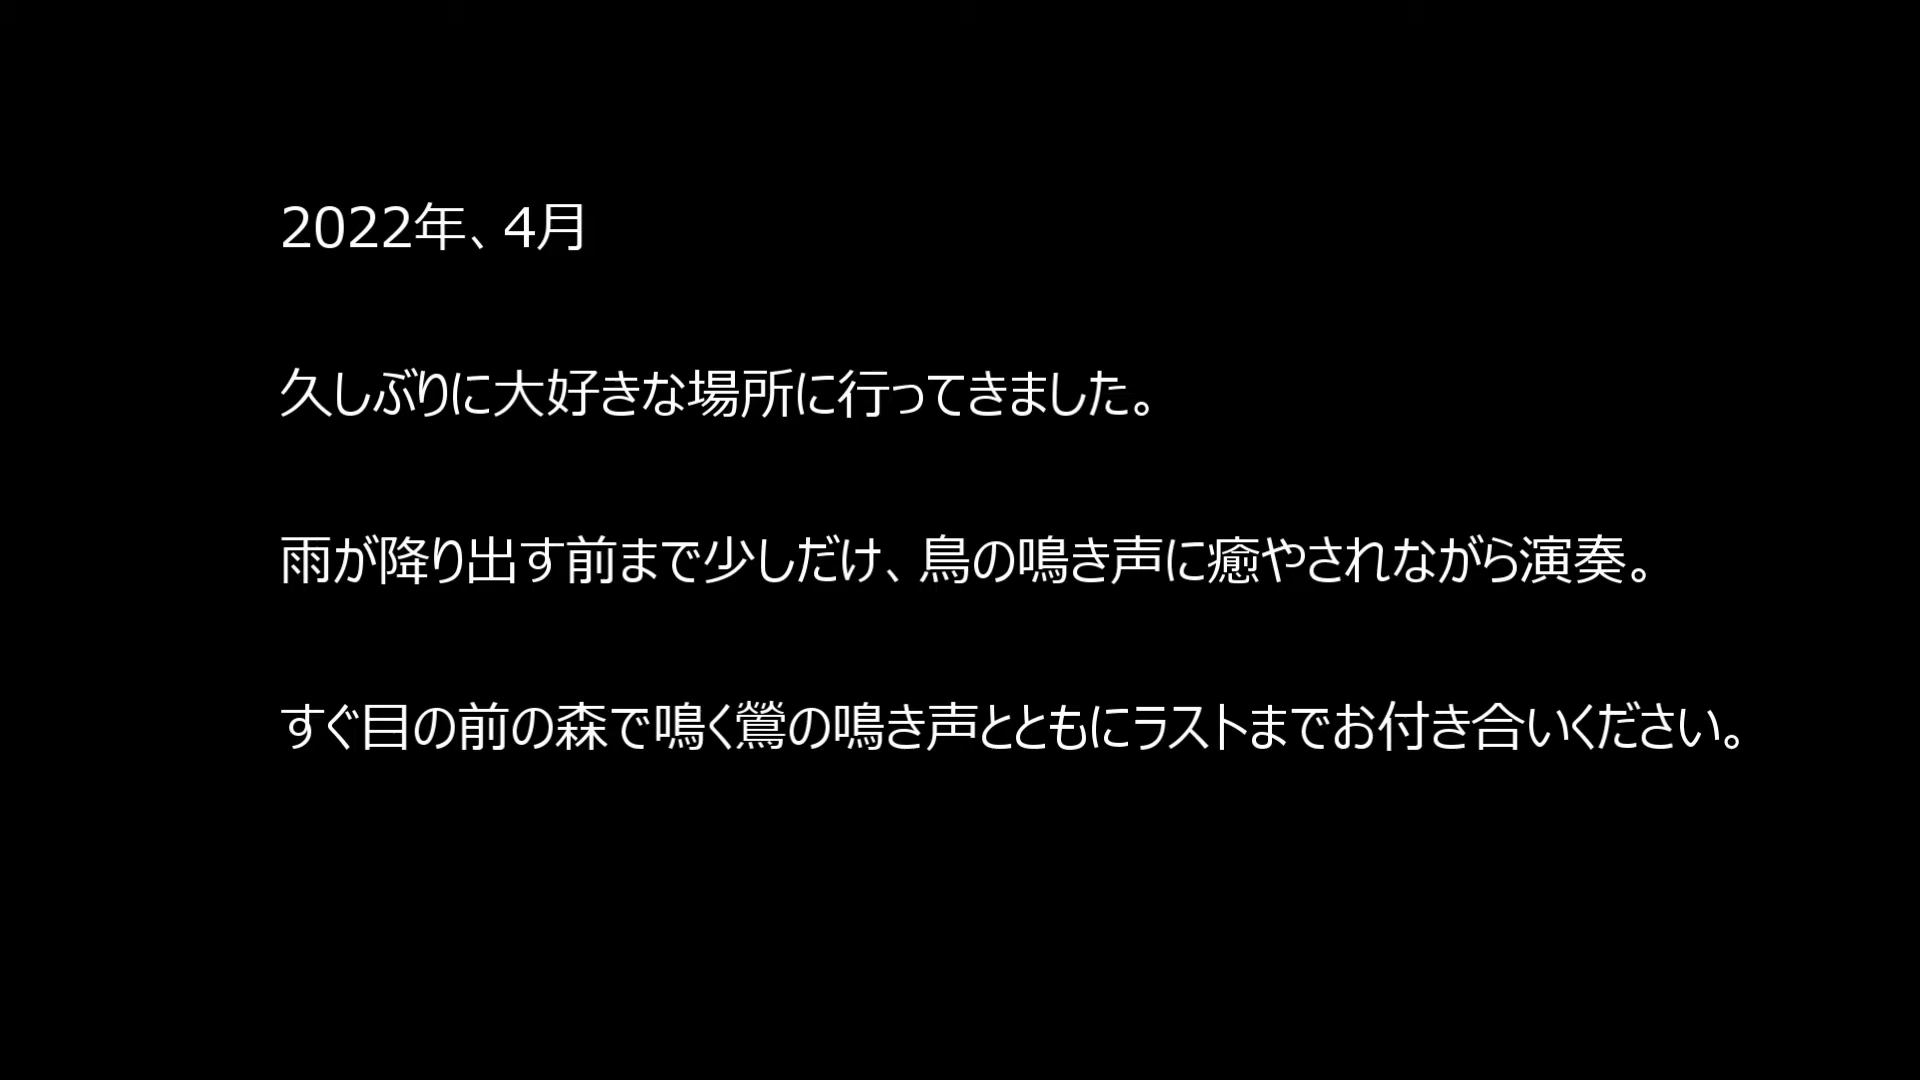 2022年、4月
久しぶりに大好きな場所に行ってきました。
雨が降り出す前まで少しだけ、鳥の鳴き声に癒やされながら演奏。
すぐ目の前の森で鳴く鶯の鳴き声とともにラストまでお付き合いください。